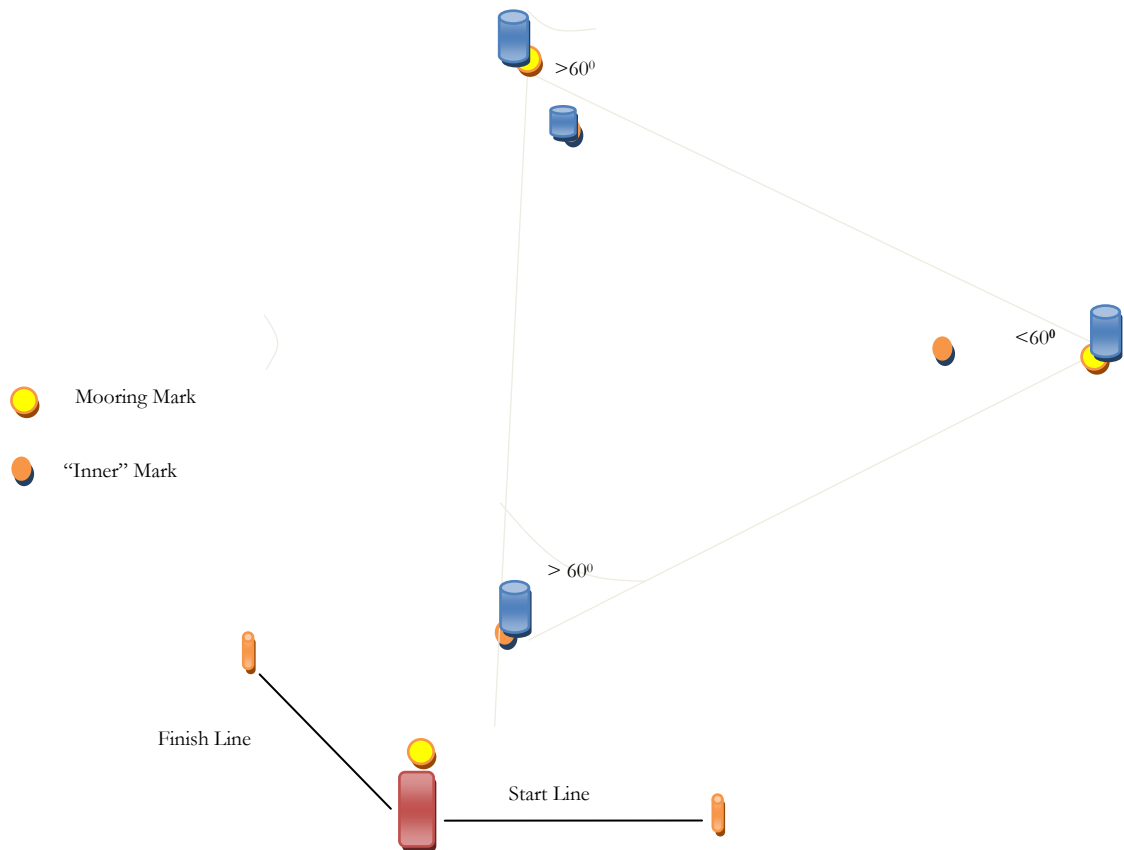 >60⁰
<60⁰
Mooring Mark
“Inner” Mark
> 60⁰
Finish Line
Start Line